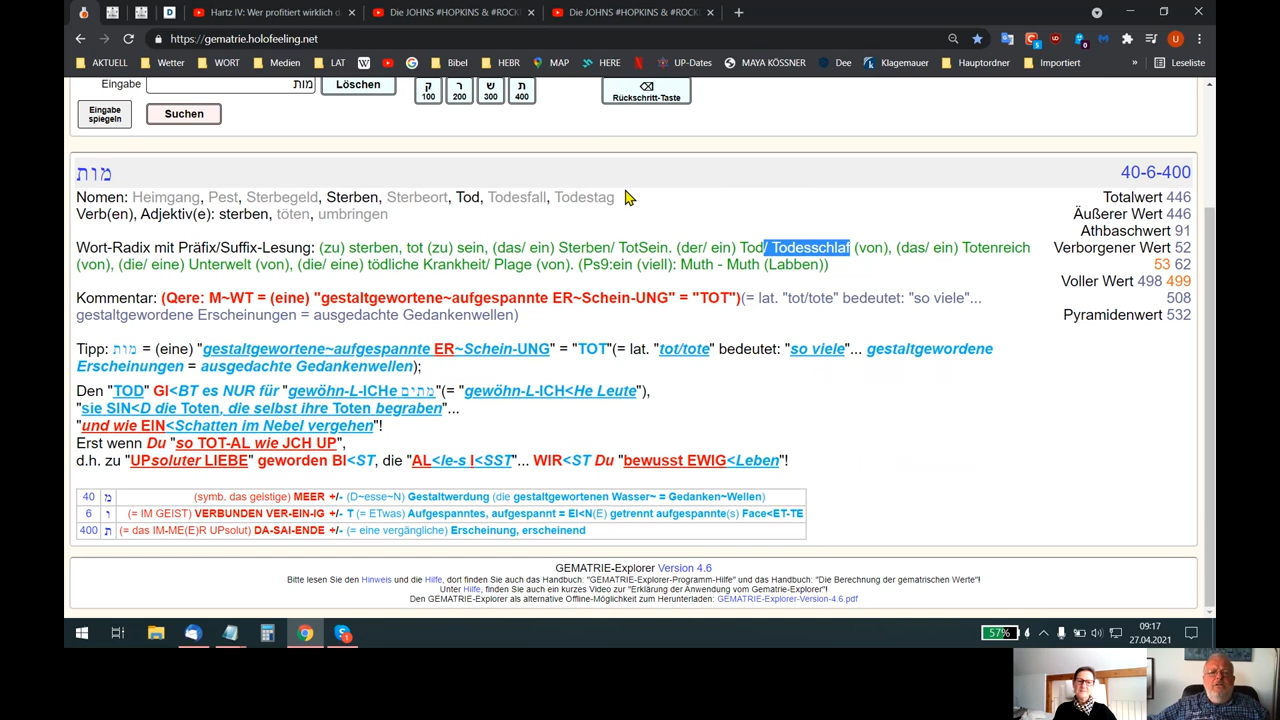 Hartz IV: Wer profitiert wirklich d
Die JOHNS #HOPKINS & #ROCK
Die JOHNS #HOPKINS & #ROCK
https://gematrie.holofeeling.net
AKTUELL Wetter WORT Medien LAT Bibel HEBR MAP HERE UP-Dates MAYA KÖSSNER Dee Klagemauer Hauptordner Importiert » Leseliste
Eingabe מות Löschen ק 100 ר 200 ש 300 ת 400 Rückschritt-Taste
Eingabe spiegeln Suchen
מות 40-6-400
Nomen: Heimgang, Pest, Sterbegeld, Sterben, Sterbeort, Tod, Todesfall, Todestag
Verb(en), Adjektiv(e): sterben, töten, umbringen
Totalwert 446
Äußerer Wert 446
Athbaschwert 91
Verborgener Wert 52
53 62
Voller Wert 498 499
508
Pyramidenwert 532
Wort-Radix mit Präfix/Suffix-Lesung: (zu) sterben, tot (zu) sein, (das/ ein) Sterben/ TotSein. (der/ ein) Tod/ Todesschlaf (von), (das/ ein) Totenreich
(von), (die/ eine) Unterwelt (von), (die/ eine) tödliche Krankheit/ Plage (von). (Ps9:ein (viell): Muth - Muth (Labben))
Kommentar: (Qere: M~WT = (eine) "gestaltgewortene~aufgespannte ER~Schein-UNG" = "TOT")(= lat. "tot/tote" bedeutet: "so viele"...
gestaltgewordene Erscheinungen = ausgedachte Gedankenwellen)
Tipp: מות = (eine) "gestaltgewortene~aufgespannte ER~Schein-UNG" = "TOT"(= lat. "tot/tote" bedeutet: "so viele"... gestaltgewordene
Erscheinungen = ausgedachte Gedankenwellen);
Den "TOD" GI<BT es NUR für "gewöhn-L-ICHe מתים"(= "gewöhn-L-ICH<He Leute"),
"sie SIN<D die Toten, die selbst ihre Toten begraben"...
"und wie EIN<Schatten im Nebel vergehen"!
Erst wenn Du "so TOT-AL wie JCH UP",
d.h. zu "UPsoluter LIEBE" geworden BI<ST, die "AL<le-s I<SST"... WIR<ST Du "bewusst EWIG<Leben"!
40 מ (symb. das geistige) MEER +/- (D~esse~N) Gestaltwerdung (die gestaltgewortenen Wasser~ = Gedanken~Wellen)
6 ו (= IM GEIST) VERBUNDEN VER-EIN-IG +/- T (= ETwas) Aufgespanntes, aufgespannt = EI<N(E) getrennt aufgespannte(s) Face<ET-TE
400 ת (= das IM-ME(E)R UPsolut) DA-SAI-ENDE +/- (= eine vergängliche) Erscheinung, erscheinend
GEMATRIE-Explorer Version 4.6
Bitte lesen Sie den Hinweis und die Hilfe, dort finden Sie auch das Handbuch: "GEMATRIE-Explorer-Programm-Hilfe" und das Handbuch: "Die Berechnung der gematrischen Werte"!
Unter Hilfe, finden Sie auch ein kurzes Video zur "Erklärung der Anwendung vom Gematrie-Explorer"!
Den GEMATRIE-Explorer als alternative Offline-Möglichkeit zum Herunterladen: GEMATRIE-Explorer-Version-4.6.pdf
57%
09:17
27.04.2021